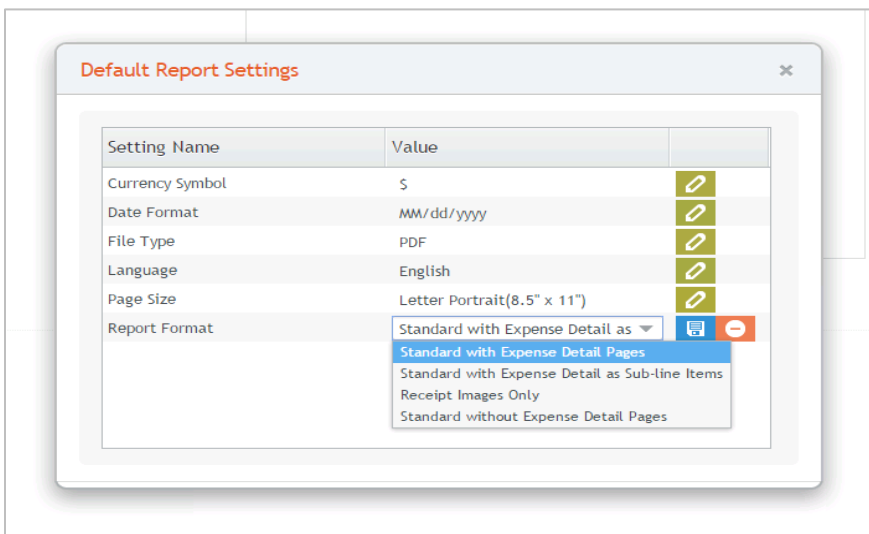 Default Report Settings
Setting Name Value
Currency Symbol $
Date Format MM/dd/yyyy
File Type PDF
Language English
Page Size Letter Portrait(8.5" x 11")
Report Format Standard with Expense Detail as
Standard with Expense Detail Pages
Standard with Expense Detail as Sub-line Items
Receipt Images Only
Standard without Expense Detail Pages